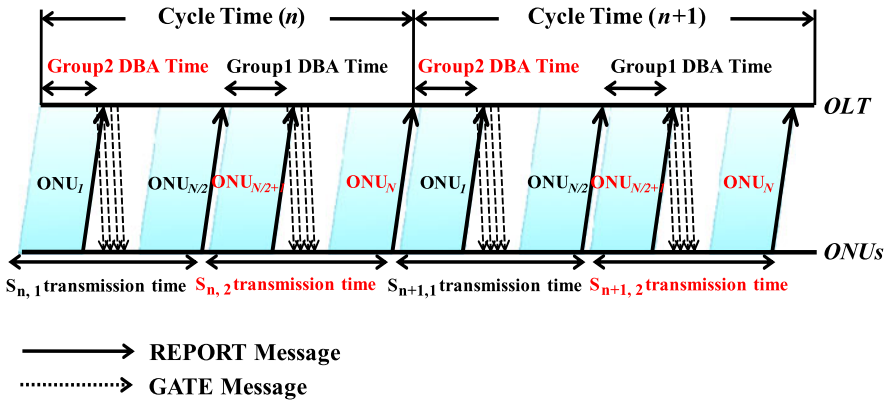 Cycle Time (n) Cycle Time (n+1)
Group2 DBA Time Group1 DBA Time Group2 DBA Time Group1 DBA Time
OLT
ONU1 ONUN/2 ONUN/2+1 ONUN ONU1 ONUN/2 ONUN/2+1 ONUN
ONUs
Sn, 1 transmission time Sn, 2 transmission time Sn+1,1 transmission time Sn+1, 2 transmission time
REPORT Message
GATE Message